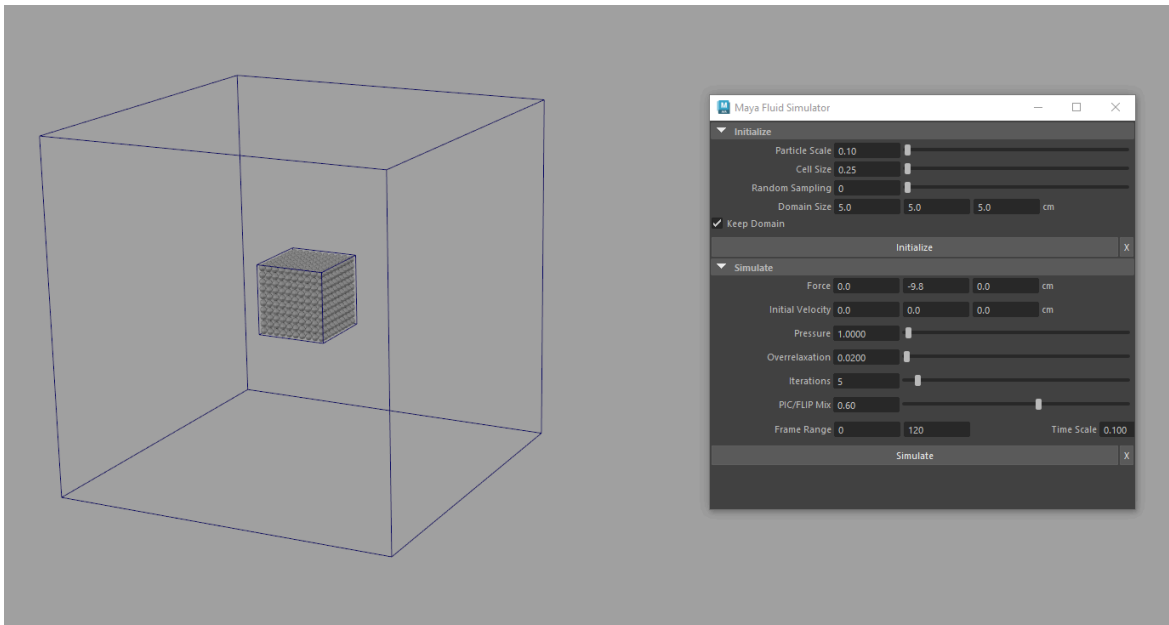 Maya Fluid Simulator
Initialize
Particle Scale 0.10
Cell Size 0.25
Random Sampling 0
Domain Size 5.0 5.0 5.0 cm
Keep Domain
Initialize X
Simulate
Force 0.0 -9.8 0.0 cm
Initial Velocity 0.0 0.0 0.0 cm
Pressure 1.0000
Overrelaxation 0.0200
Iterations 5
PIC/FLIP Mix 0.60
Frame Range 0 120 Time Scale 0.100
Simulate X